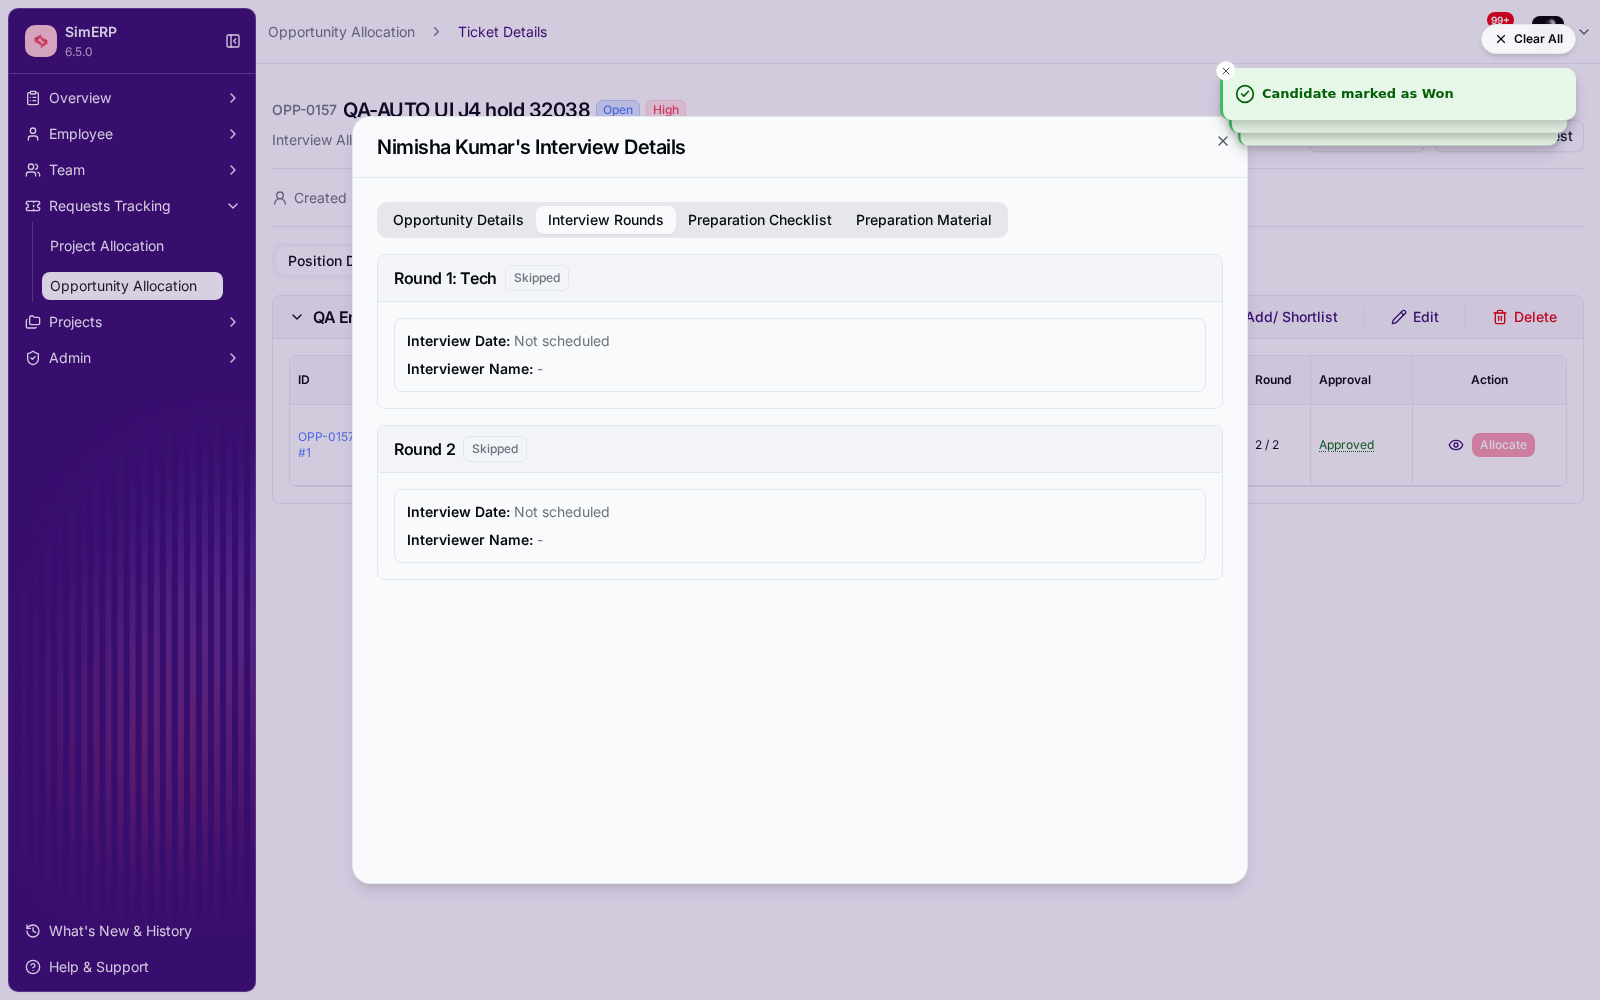 SimERP
6.5.0
Overview
Employee
Team
Requests Tracking
Project Allocation
Opportunity Allocation
Projects
Admin
What's New & History
Help & Support
Opportunity Allocation
Ticket Details
99+
Clear All
Candidate marked as Won
OPP-0157 QA-AUTO UI J4 hold 32038 Open High
Interview
Created
Position
QA
Add/ Shortlist
Edit
Delete
ID
Round
Approval
Action
OPP-0157
#1
2 / 2
Approved
Allocate
Nimisha Kumar's Interview Details
Opportunity Details
Interview Rounds
Preparation Checklist
Preparation Material
Round 1: Tech Skipped
Interview Date: Not scheduled
Interviewer Name: -
Round 2 Skipped
Interview Date: Not scheduled
Interviewer Name: -